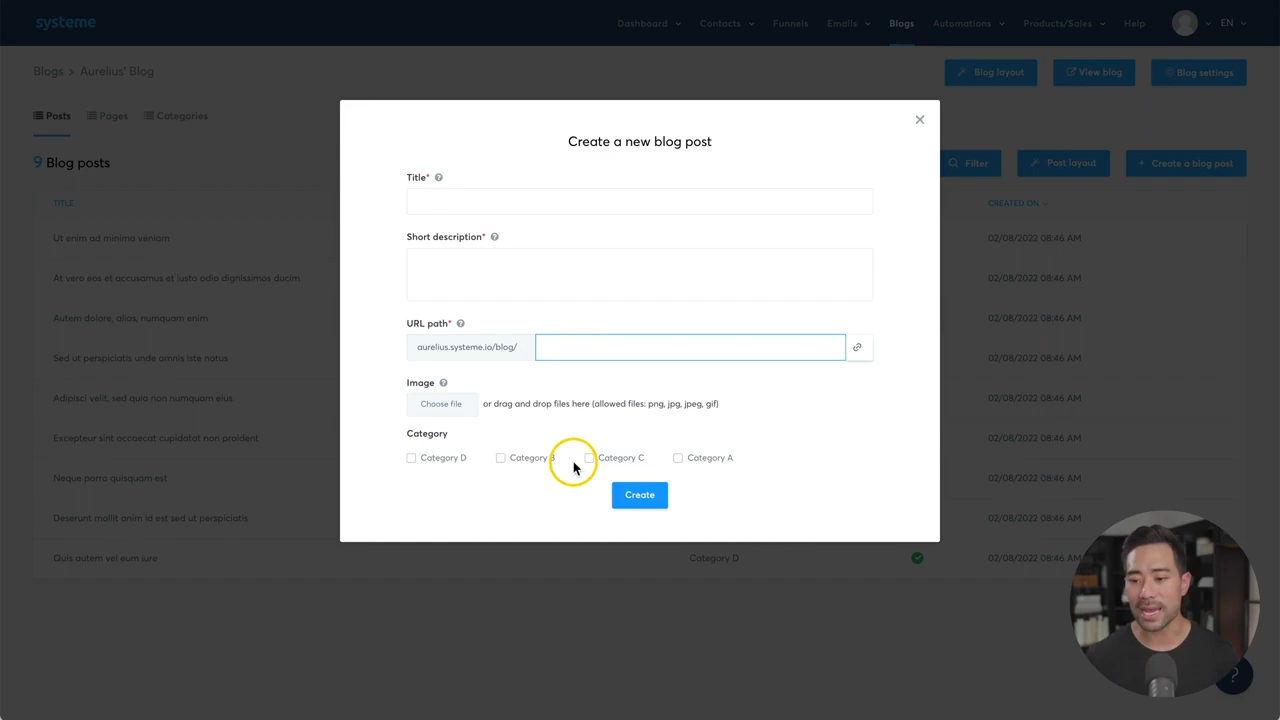 systeme
Dashboard Contacts Funnels Emails Blogs Automations Products/Sales Help EN
Blogs > Aurelius' Blog
Blog layout View blog Blog settings
Posts Pages Categories
9 Blog posts
Filter Post layout + Create a blog post
TITLE
CREATED ON
Ut enim ad minima veniam
02/08/2022 08:46 AM
At vero eos et accusamus et iusto odio dignissimos ducim
02/08/2022 08:46 AM
Autem dolore, alias, numquam enim
02/08/2022 08:46 AM
Sed ut perspiciatis unde omnis iste natus
02/08/2022 08:46 AM
Adipisci velit, sed quia non numquam eius
02/08/2022 08:46 AM
Excepteur sint occaecat cupidatat non proident
02/08/2022 08:46 AM
Neque porro quisquam est
02/08/2022 08:46 AM
Deserunt mollit anim id est sed ut perspiciatis
02/08/2022 08:46 AM
Quis autem vel eum iure
Category D
02/08/2022 08:46 AM
Create a new blog post
Title* ?
Short description* ?
URL path* ?
aurelius.systeme.io/blog/
Image ?
Choose file or drag and drop files here (allowed files: png, jpg, jpeg, gif)
Category
Category D Category B Category C Category A
Create
?